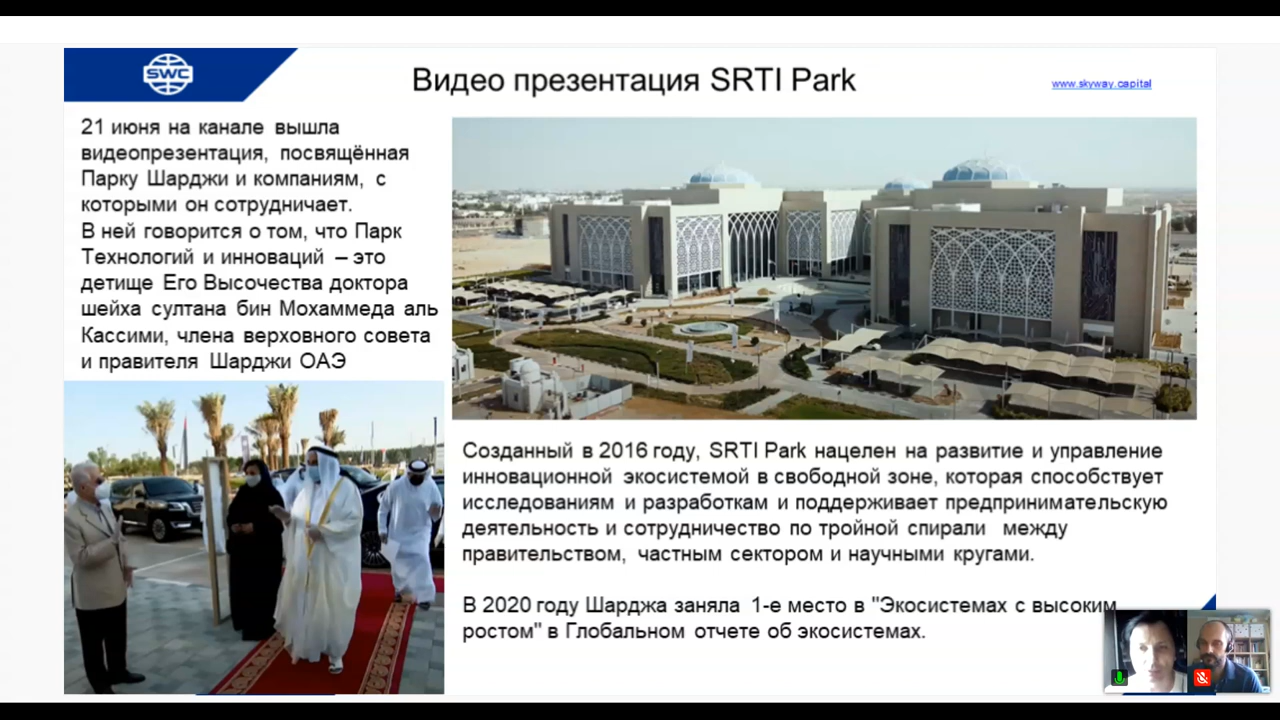 SWC
Видео презентация SRTI Park
www.skyway.capital
21 июня на канале вышла
видеопрезентация, посвящённая
Парку Шарджи и компаниям, с
которыми он сотрудничает.
В ней говорится о том, что Парк
Технологий и инноваций – это
детище Его Высочества доктора
шейха султана бин Мохаммеда аль
Кассими, члена верховного совета
и правителя Шарджи ОАЭ
Созданный в 2016 году, SRTI Park нацелен на развитие и управление
инновационной экосистемой в свободной зоне, которая способствует
исследованиям и разработкам и поддерживает предпринимательскую
деятельность и сотрудничество по тройной спирали между
правительством, частным сектором и научными кругами.
В 2020 году Шарджа заняла 1-е место в "Экосистемах с высоким
ростом" в Глобальном отчете об экосистемах.